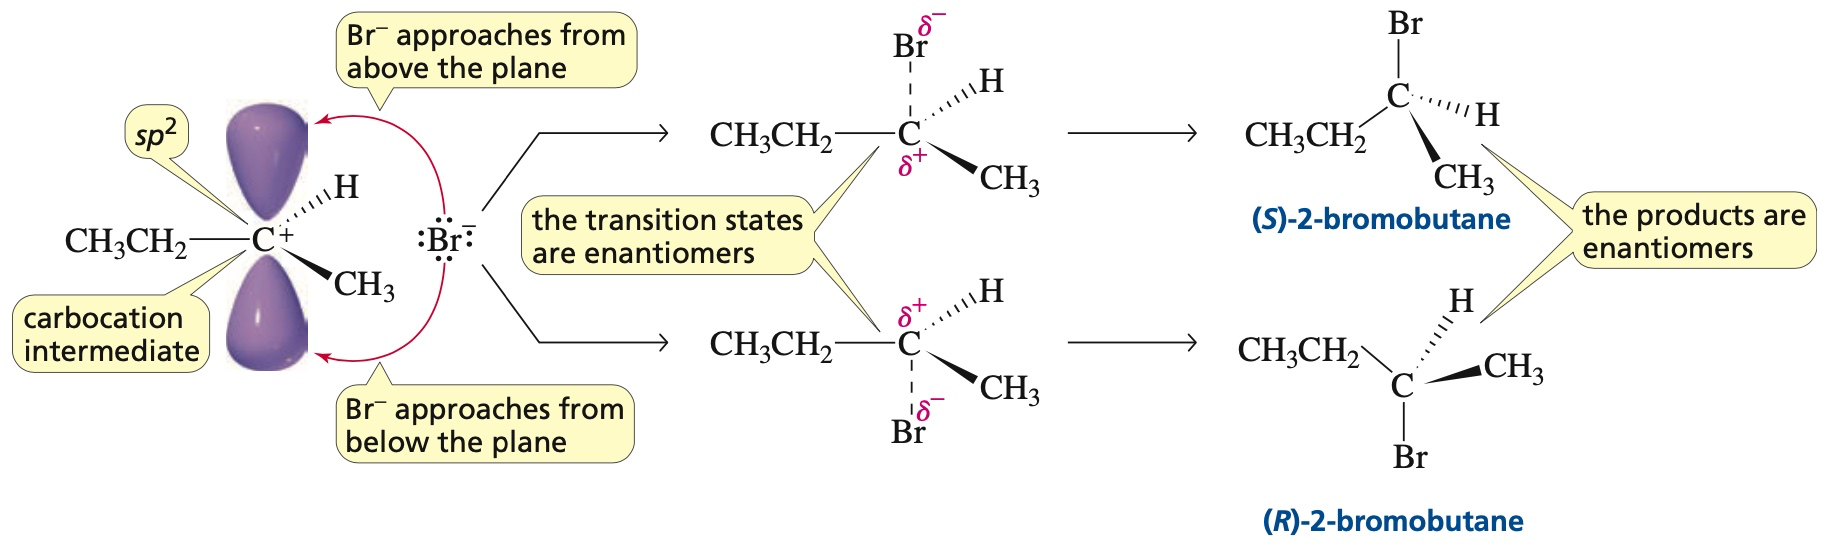 Br⁻ approaches from
above the plane
sp²
H
CH₃CH₂
C⁺
CH₃
carbocation
intermediate
:Br:⁻
Br⁻ approaches from
below the plane
Br δ⁻
H
CH₃CH₂
C
δ⁺
CH₃
the transition states
are enantiomers
δ⁺
H
CH₃CH₂
C
CH₃
δ⁻
Br
Br
C
H
CH₃CH₂
CH₃
(S)-2-bromobutane
the products are
enantiomers
H
CH₃CH₂
C
CH₃
Br
(R)-2-bromobutane